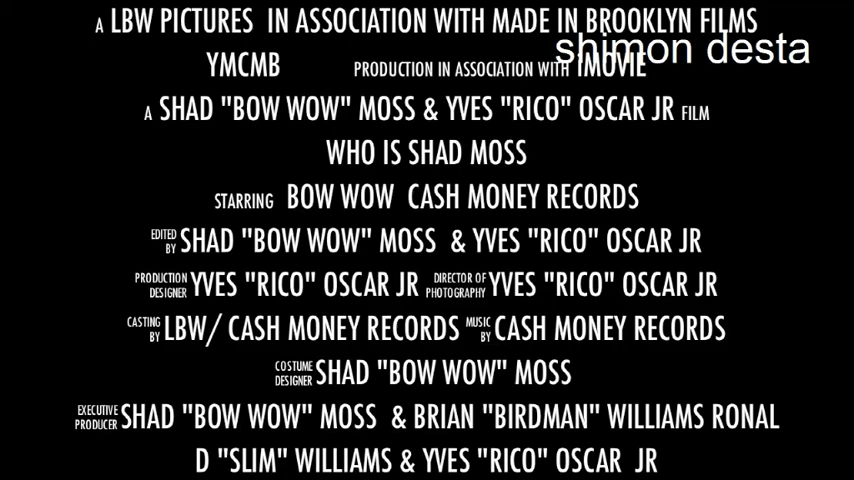 A LBW PICTURES IN ASSOCIATION WITH MADE IN BROOKLYN FILMS
shimon desta
YMCMB PRODUCTION IN ASSOCIATION WITH IMOVIE
A SHAD "BOW WOW" MOSS & YVES "RICO" OSCAR JR FILM
WHO IS SHAD MOSS
STARRING BOW WOW CASH MONEY RECORDS
EDITED BY SHAD "BOW WOW" MOSS & YVES "RICO" OSCAR JR
PRODUCTION DESIGNER YVES "RICO" OSCAR JR DIRECTOR OF PHOTOGRAPHY YVES "RICO" OSCAR JR
CASTING BY LBW/ CASH MONEY RECORDS MUSIC BY CASH MONEY RECORDS
COSTUME DESIGNER SHAD "BOW WOW" MOSS
EXECUTIVE PRODUCER SHAD "BOW WOW" MOSS & BRIAN "BIRDMAN" WILLIAMS RONAL
D "SLIM" WILLIAMS & YVES "RICO" OSCAR JR